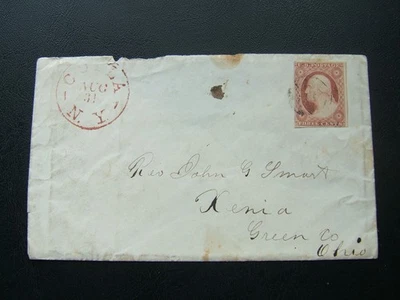 AUG
31
N.Y.
U.S. POSTAGE
THREE CENTS
Rev John G Smart
Xenia
Green Co
Ohio